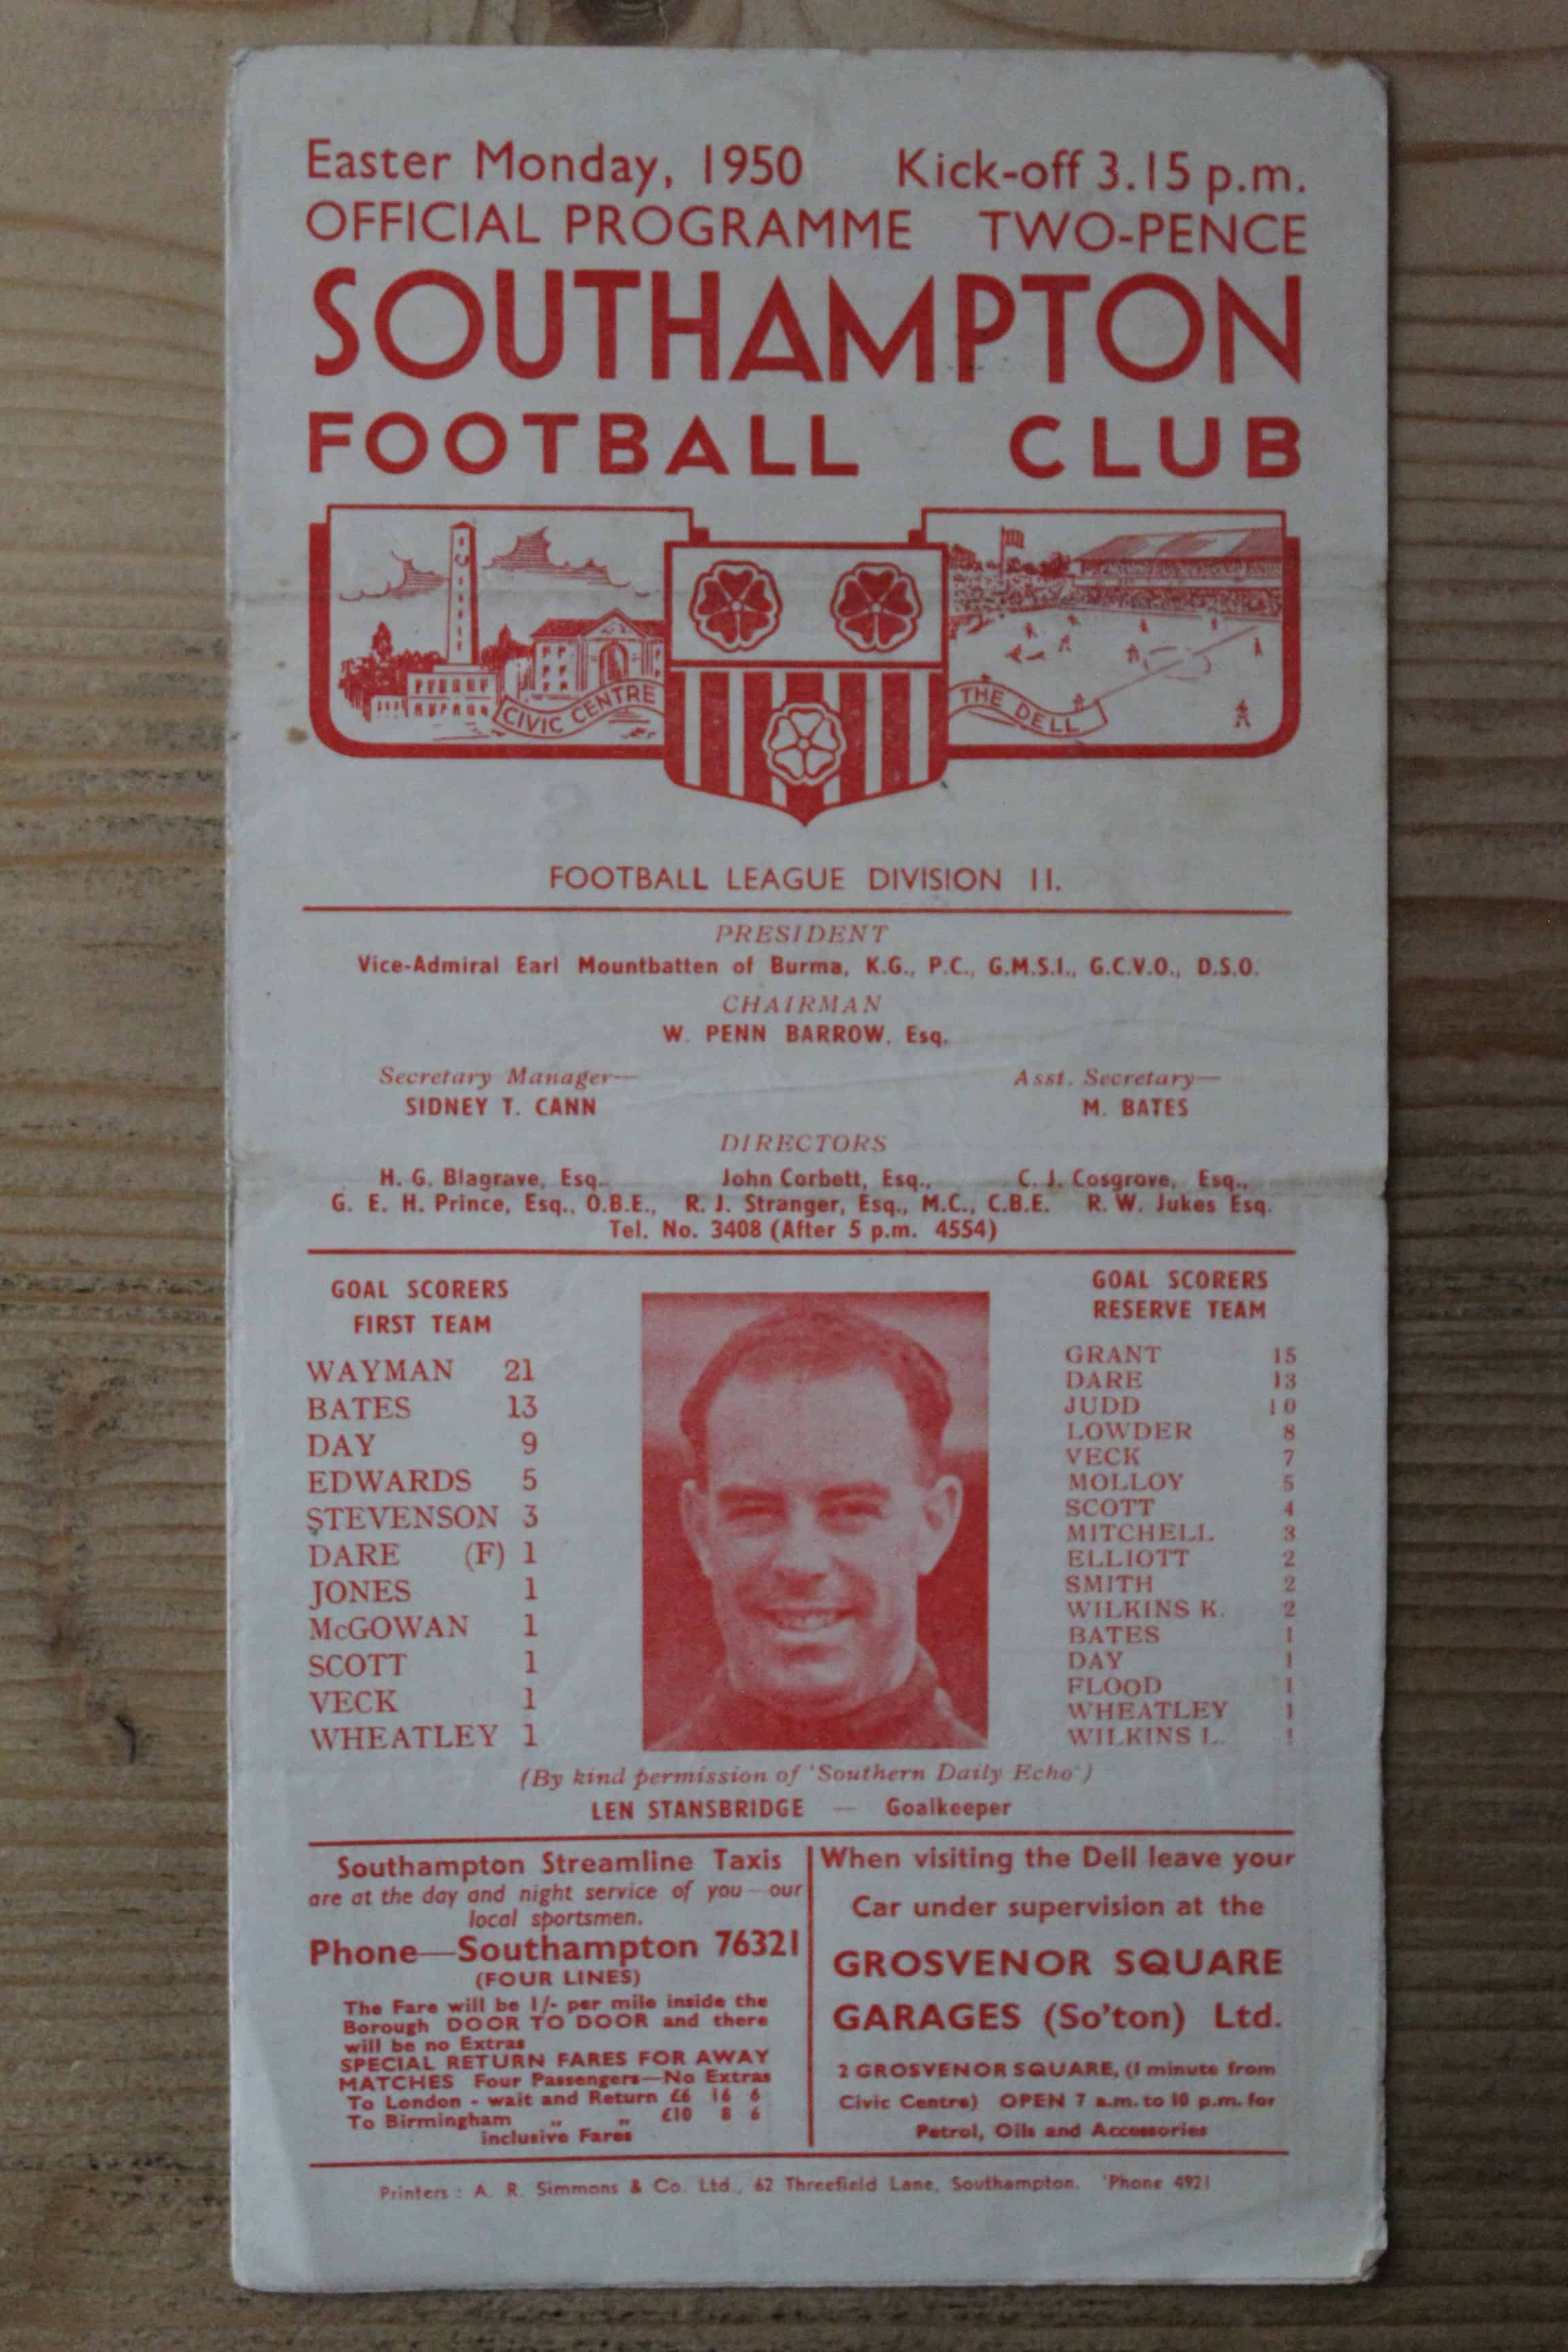 Easter Monday, 1950 Kick-off 3.15 p.m.
OFFICIAL PROGRAMME TWO-PENCE
SOUTHAMPTON
FOOTBALL CLUB
CIVIC CENTRE
THE DELL
FOOTBALL LEAGUE DIVISION II.
PRESIDENT
Vice-Admiral Earl Mountbatten of Burma, K.G., P.C., G.M.S.I., G.C.V.O., D.S.O.
CHAIRMAN
W. PENN BARROW, Esq.
Secretary Manager— Asst. Secretary—
SIDNEY T. CANN M. BATES
DIRECTORS
H. G. Blagrave, Esq. John Corbett, Esq., C. J. Cosgrove, Esq.,
G. E. H. Prince, Esq., O.B.E., R. J. Stranger, Esq., M.C., C.B.E. R. W. Jukes Esq.
Tel. No. 3408 (After 5 p.m. 4554)
GOAL SCORERS
FIRST TEAM
WAYMAN 21
BATES 13
DAY 9
EDWARDS 5
STEVENSON 3
DARE (F) 1
JONES 1
McGOWAN 1
SCOTT 1
VECK 1
WHEATLEY 1
GOAL SCORERS
RESERVE TEAM
GRANT 15
DARE 13
JUDD 10
LOWDER 8
VECK 7
MOLLOY 5
SCOTT 4
MITCHELL 3
ELLIOTT 2
SMITH 2
WILKINS K. 2
BATES 1
DAY 1
FLOOD 1
WHEATLEY 1
WILKINS L. 1
(By kind permission of 'Southern Daily Echo')
LEN STANSBRIDGE — Goalkeeper
Southampton Streamline Taxis
are at the day and night service of you—our
local sportsmen.
Phone—Southampton 76321
(FOUR LINES)
The Fare will be 1/- per mile inside the
Borough DOOR TO DOOR and there
will be no Extras
SPECIAL RETURN FARES FOR AWAY
MATCHES Four Passengers—No Extras
To London - wait and Return £6 16 6
To Birmingham " " £10 8 6
inclusive Fares
When visiting the Dell leave your
Car under supervision at the
GROSVENOR SQUARE
GARAGES (So'ton) Ltd.
2 GROSVENOR SQUARE, (1 minute from
Civic Centre) OPEN 7 a.m. to 10 p.m. for
Petrol, Oils and Accessories
Printers : A. R. Simmons & Co. Ltd., 62 Threefield Lane, Southampton. 'Phone 4921